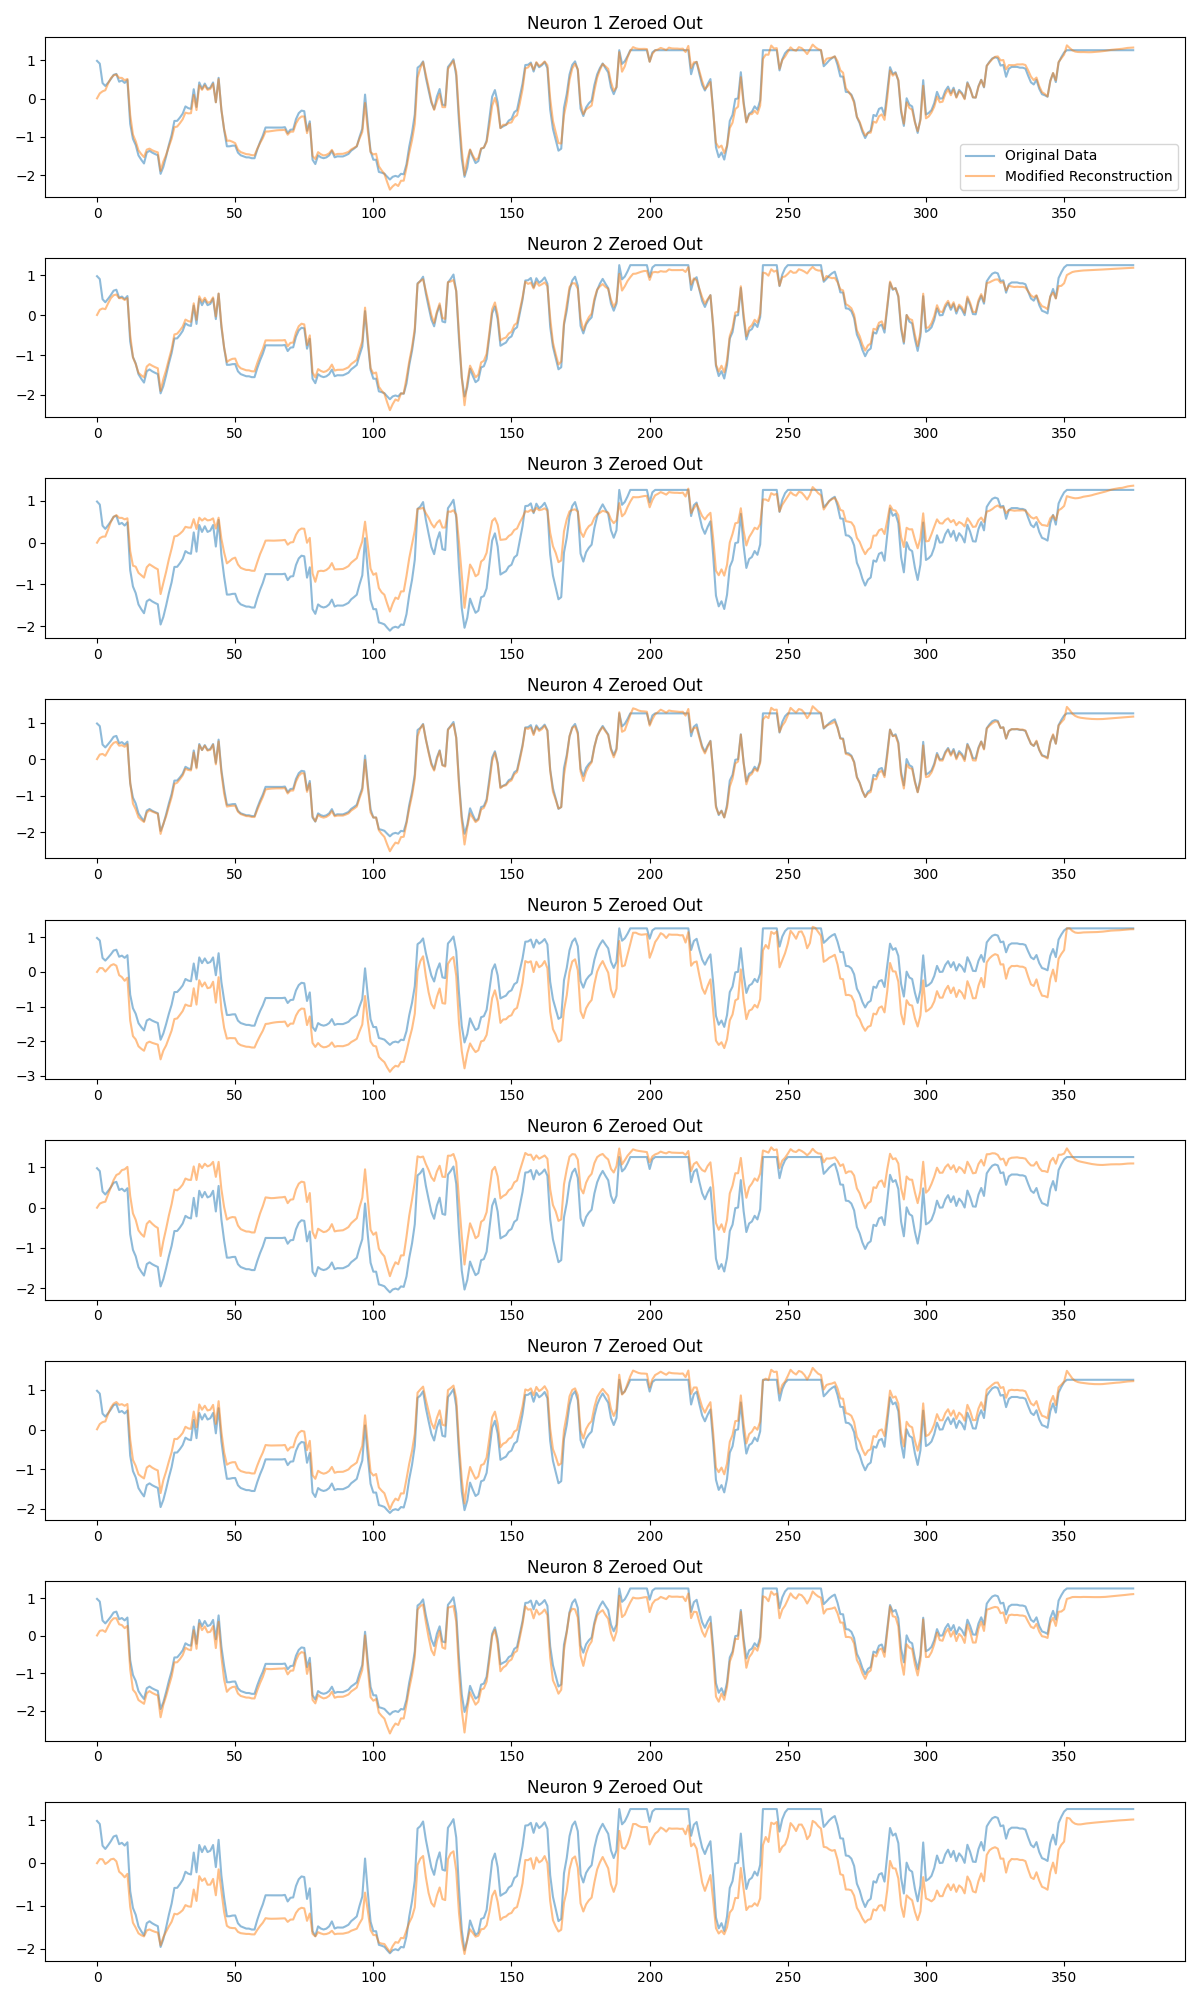 Neuron 1 Zeroed Out
1
0
−1
−2
Original Data
Modified Reconstruction
0 50 100 150 200 250 300 350
Neuron 2 Zeroed Out
1
0
−1
−2
0 50 100 150 200 250 300 350
Neuron 3 Zeroed Out
1
0
−1
−2
0 50 100 150 200 250 300 350
Neuron 4 Zeroed Out
1
0
−1
−2
0 50 100 150 200 250 300 350
Neuron 5 Zeroed Out
1
0
−1
−2
−3
0 50 100 150 200 250 300 350
Neuron 6 Zeroed Out
1
0
−1
−2
0 50 100 150 200 250 300 350
Neuron 7 Zeroed Out
1
0
−1
−2
0 50 100 150 200 250 300 350
Neuron 8 Zeroed Out
1
0
−1
−2
0 50 100 150 200 250 300 350
Neuron 9 Zeroed Out
1
0
−1
−2
0 50 100 150 200 250 300 350